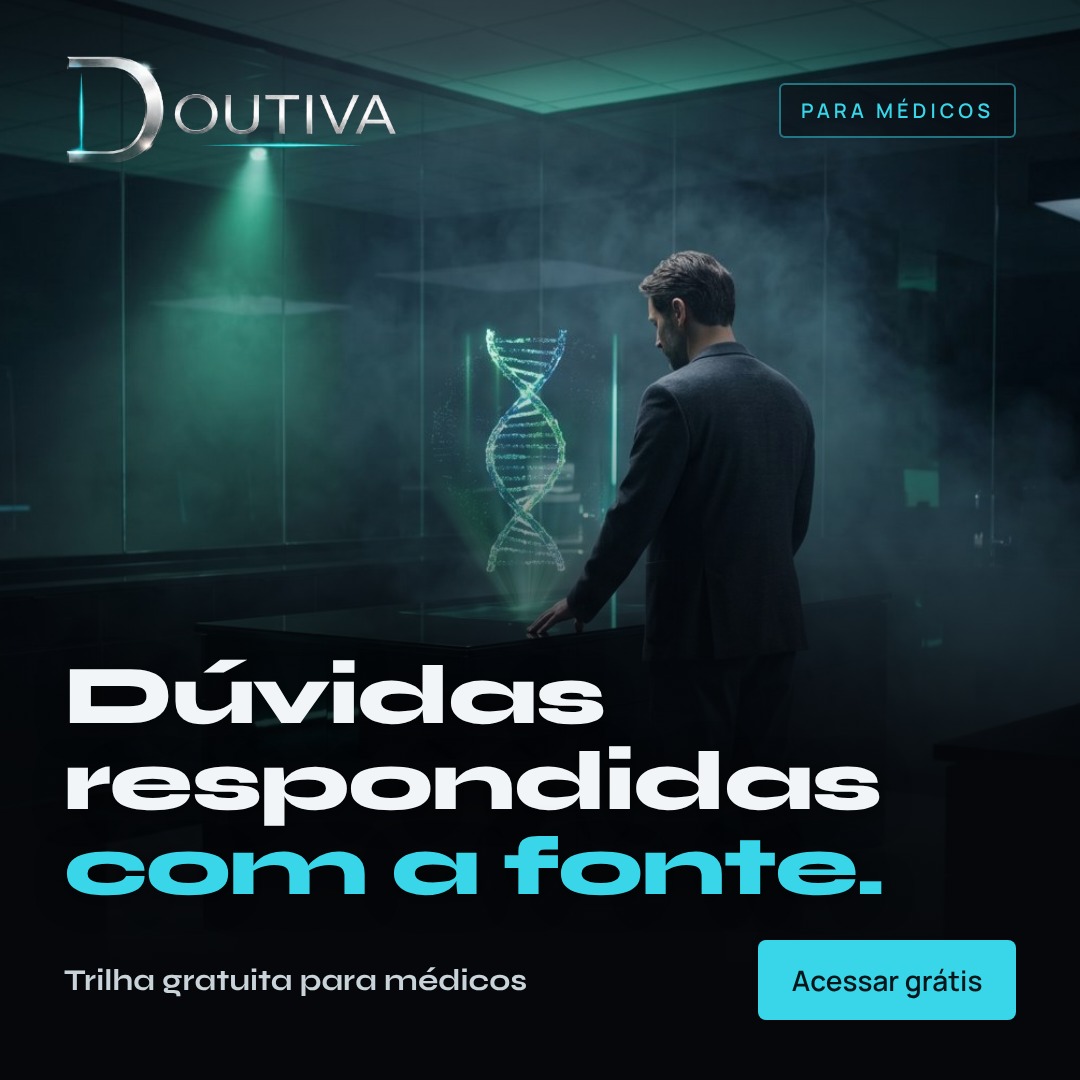 DOUTIVA
PARA MÉDICOS
Dúvidas
respondidas
com a fonte.
Trilha gratuita para médicos
Acessar grátis